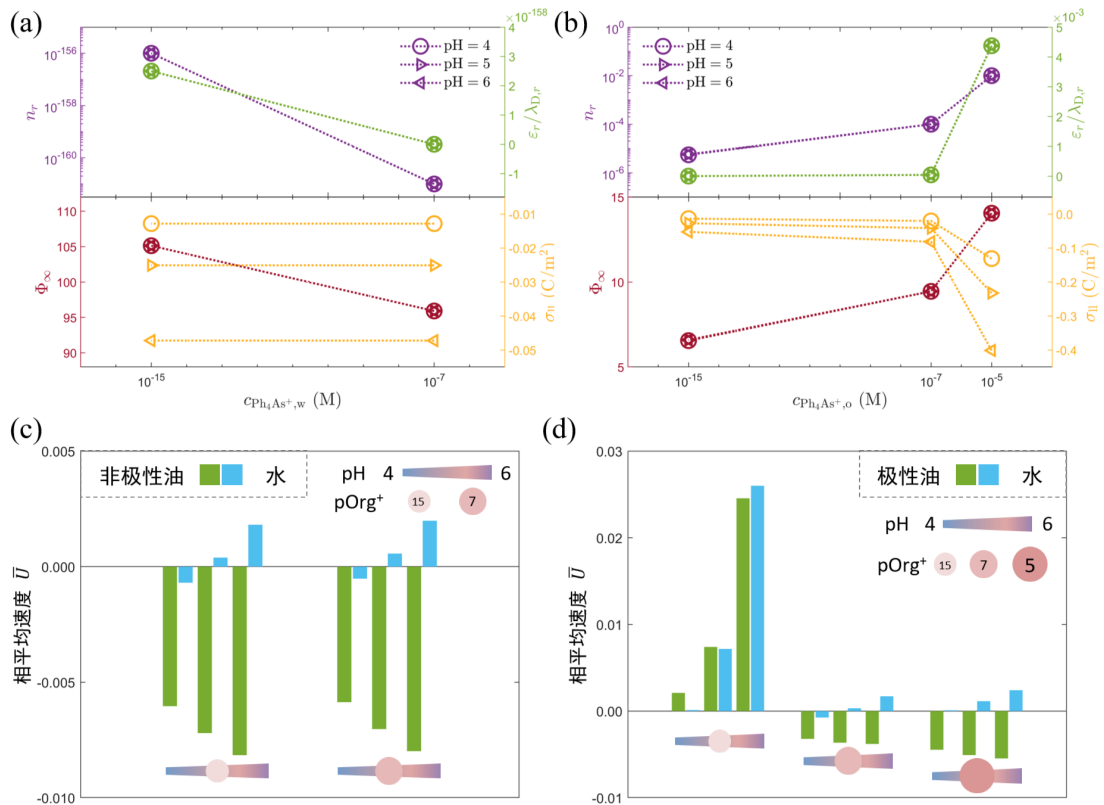 (a)
×10⁻¹⁵⁸
10⁻¹⁵⁶
10⁻¹⁵⁸
10⁻¹⁶⁰
nᵣ
pH = 4
pH = 5
pH = 6
4
3
2
1
0
-1
εᵣ/λ_D,r
110
105
100
95
90
Φ∞
-0.01
-0.02
-0.03
-0.04
-0.05
(C/m²)
10⁻¹⁵
10⁻⁷
c_Ph₄As⁺,w (M)
(b)
×10⁻³
10⁰
10⁻²
10⁻⁴
10⁻⁶
nᵣ
pH = 4
pH = 5
pH = 6
5
4
3
2
1
0
εᵣ/λ_D,r
15
10
5
Φ∞
0.0
-0.1
-0.2
-0.3
-0.4
(C/m²)
10⁻¹⁵
10⁻⁷
10⁻⁵
c_Ph₄As⁺,o (M)
(c)
0.005
0.000
-0.005
-0.010
相平均速度 U̅
非极性油 水
pH 4 6
pOrg⁺ 15 7
(d)
0.03
0.02
0.01
0.00
-0.01
相平均速度 U̅
极性油 水
pH 4 6
pOrg⁺ 15 7 5